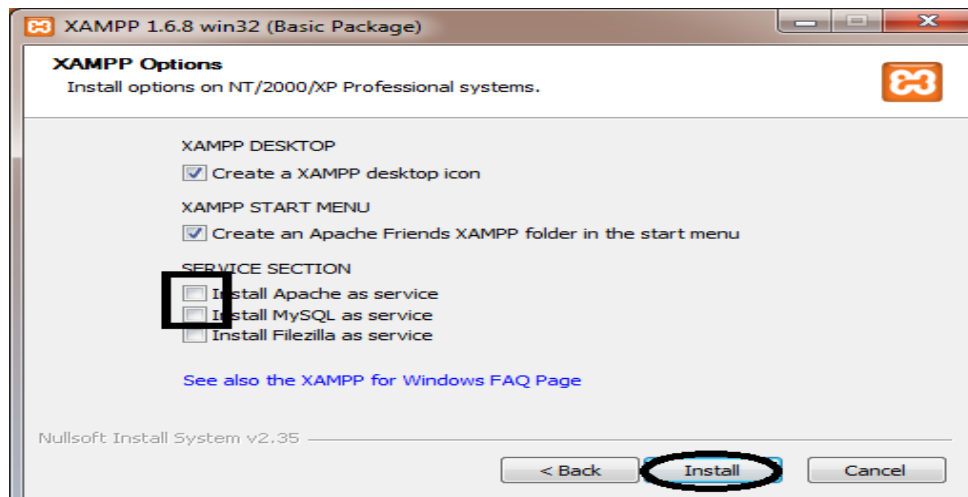 XAMPP 1.6.8 win32 (Basic Package)
XAMPP Options
Install options on NT/2000/XP Professional systems.
XAMPP DESKTOP
Create a XAMPP desktop icon
XAMPP START MENU
Create an Apache Friends XAMPP folder in the start menu
SERVICE SECTION
Install Apache as service
Install MySQL as service
Install Filezilla as service
See also the XAMPP for Windows FAQ Page
Nullsoft Install System v2.35
< Back Install Cancel